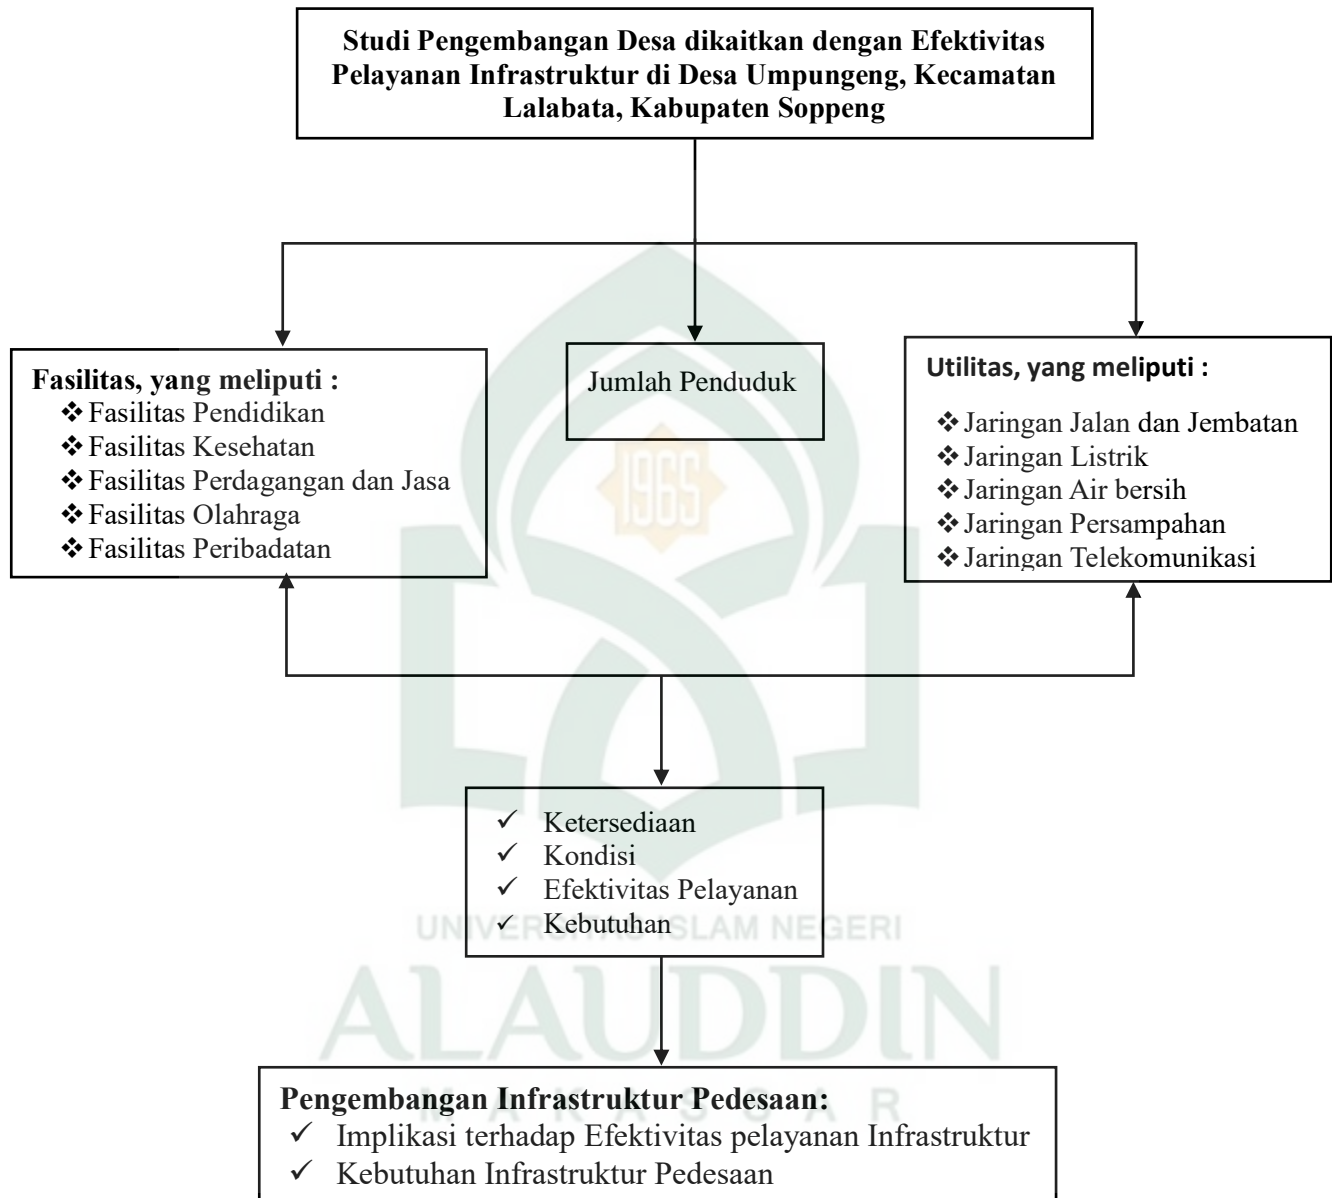 Studi Pengembangan Desa dikaitkan dengan Efektivitas
Pelayanan Infrastruktur di Desa Umpungeng, Kecamatan
Lalabata, Kabupaten Soppeng
Fasilitas, yang meliputi :
❖ Fasilitas Pendidikan
❖ Fasilitas Kesehatan
❖ Fasilitas Perdagangan dan Jasa
❖ Fasilitas Olahraga
❖ Fasilitas Peribadatan
Jumlah Penduduk
Utilitas, yang meliputi :
❖ Jaringan Jalan dan Jembatan
❖ Jaringan Listrik
❖ Jaringan Air bersih
❖ Jaringan Persampahan
❖ Jaringan Telekomunikasi
1965
✓ Ketersediaan
✓ Kondisi
✓ Efektivitas Pelayanan
✓ Kebutuhan
UNIVERSITAS ISLAM NEGERI
ALAUDDIN
MAKASSAR
Pengembangan Infrastruktur Pedesaan:
✓ Implikasi terhadap Efektivitas pelayanan Infrastruktur
✓ Kebutuhan Infrastruktur Pedesaan